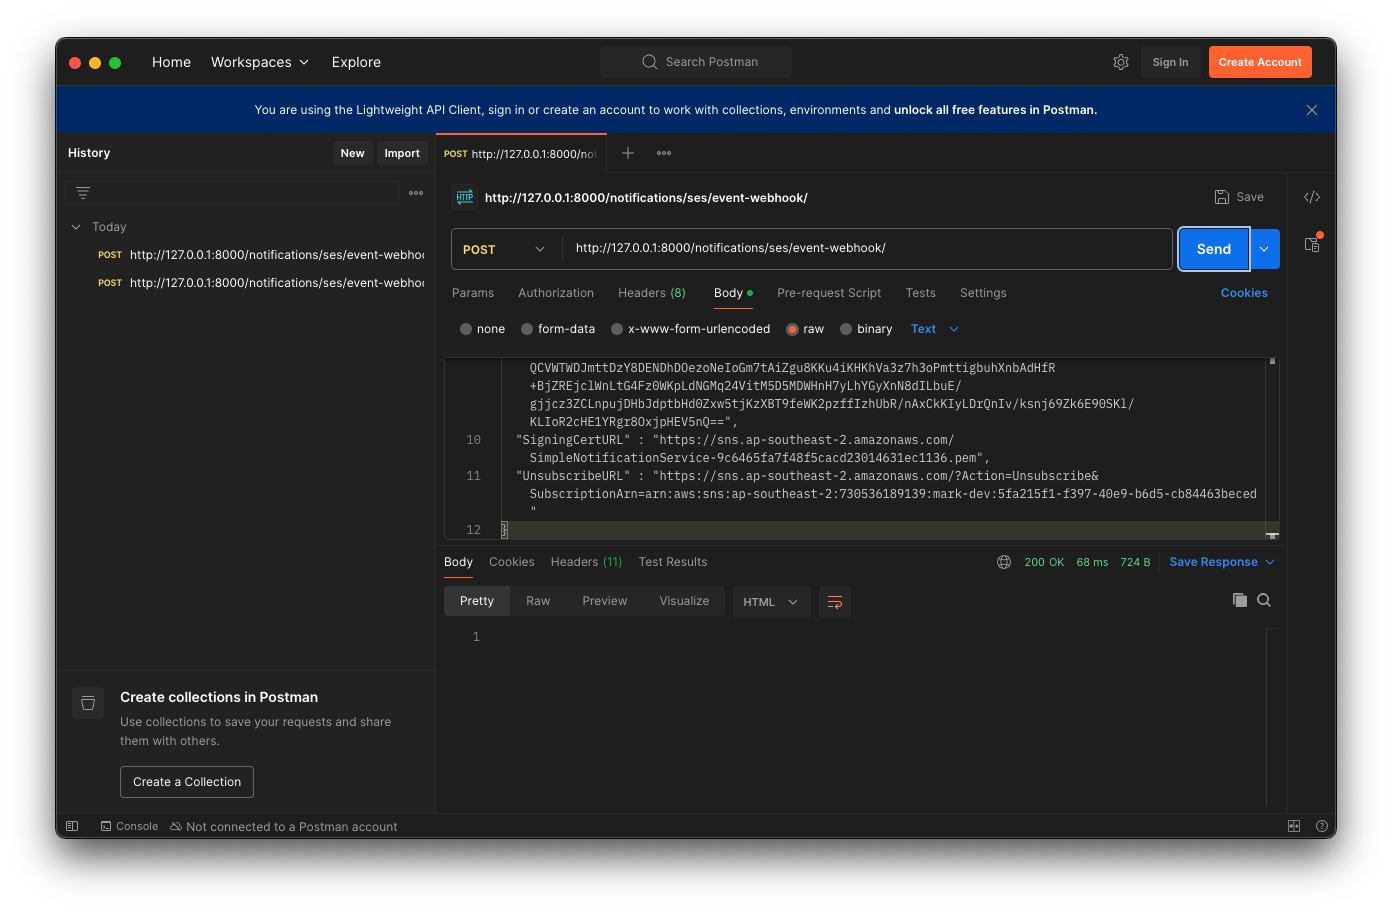 Home Workspaces Explore Search Postman Sign In Create Account
You are using the Lightweight API Client, sign in or create an account to work with collections, environments and unlock all free features in Postman.
History New Import
Today
POST http://127.0.0.1:8000/notifications/ses/event-webhoo
POST http://127.0.0.1:8000/notifications/ses/event-webhoo
Create collections in Postman
Use collections to save your requests and share
them with others.
Create a Collection
POST http://127.0.0.1:8000/not
HTTP http://127.0.0.1:8000/notifications/ses/event-webhook/ Save
POST http://127.0.0.1:8000/notifications/ses/event-webhook/ Send
Params Authorization Headers (8) Body Pre-request Script Tests Settings Cookies
none form-data x-www-form-urlencoded raw binary Text
QCVWTWDJmttDzY8DENDhDOezoNeIoGm7tAiZgu8KKu4iKHKhVa3z7h3oPmttigbuhXnbAdHfR
+BjZREjclWnLtG4Fz0WKpLdNGMq24VitM5D5MDWHnH7yLhYGyXnN8dILbuE/
gjjcz3ZCLnpujDHbJdptbHd0Zxw5tjKzXBT9feWK2pzffIzhUbR/nAxCkKIyLDrQnIv/ksnj69Zk6E90SKl/
KLIoR2cHE1YRgr8OxjpHEV5nQ==",
10 "SigningCertURL" : "https://sns.ap-southeast-2.amazonaws.com/
SimpleNotificationService-9c6465fa7f48f5cacd23014631ec1136.pem",
11 "UnsubscribeURL" : "https://sns.ap-southeast-2.amazonaws.com/?Action=Unsubscribe&
SubscriptionArn=arn:aws:sns:ap-southeast-2:730536189139:mark-dev:5fa215f1-f397-40e9-b6d5-cb84463beced
"
12 }
Body Cookies Headers (11) Test Results 200 OK 68 ms 724 B Save Response
Pretty Raw Preview Visualize HTML
1
Console Not connected to a Postman account